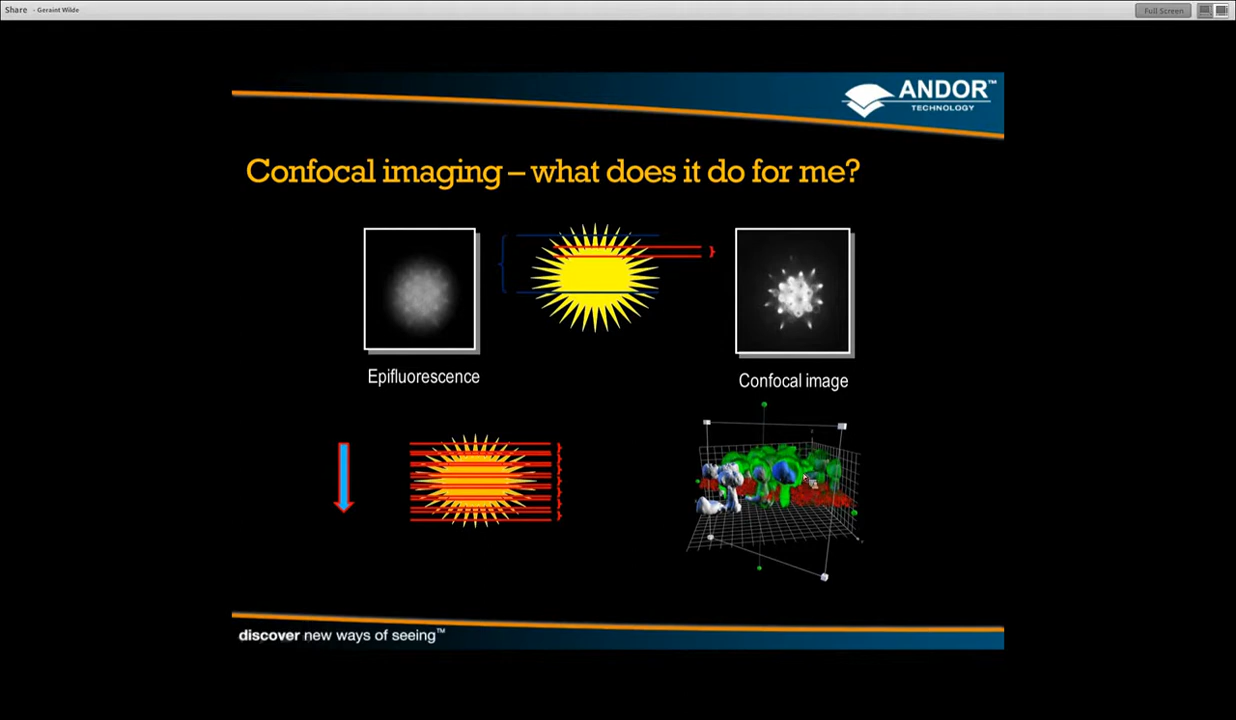 Share - Geraint Wilde
Full Screen
ANDOR™
TECHNOLOGY
Confocal imaging – what does it do for me?
Epifluorescence
Confocal image
discover new ways of seeing™